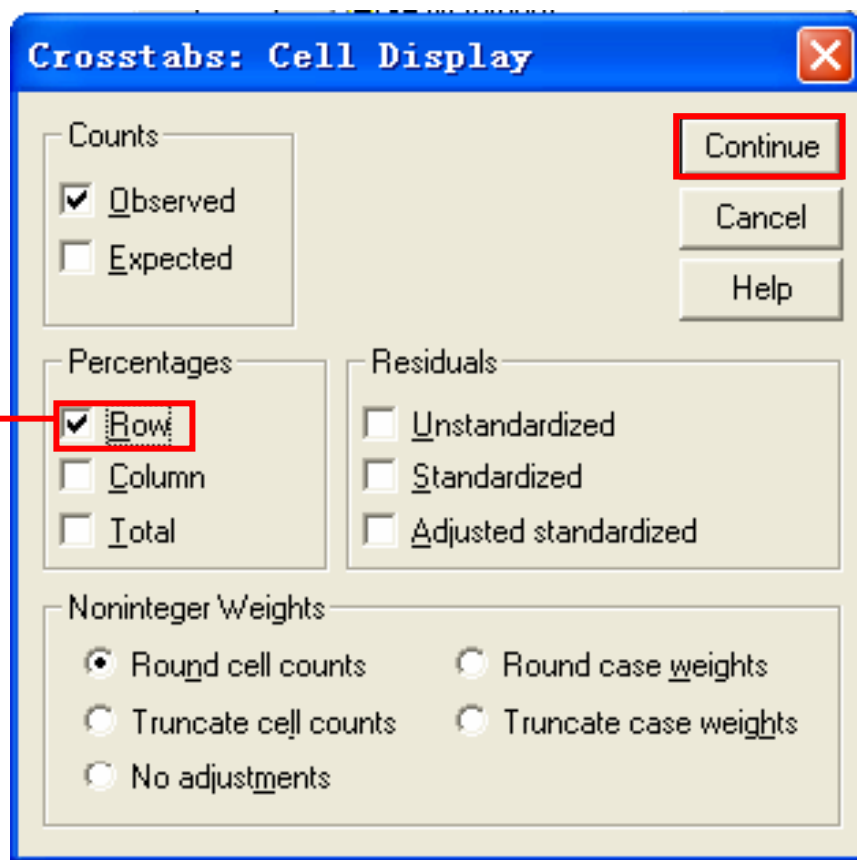 Crosstabs: Cell Display
Counts
Observed
Expected
Continue
Cancel
Help
Percentages
Row
Column
Total
Residuals
Unstandardized
Standardized
Adjusted standardized
Noninteger Weights
Round cell counts
Round case weights
Truncate cell counts
Truncate case weights
No adjustments